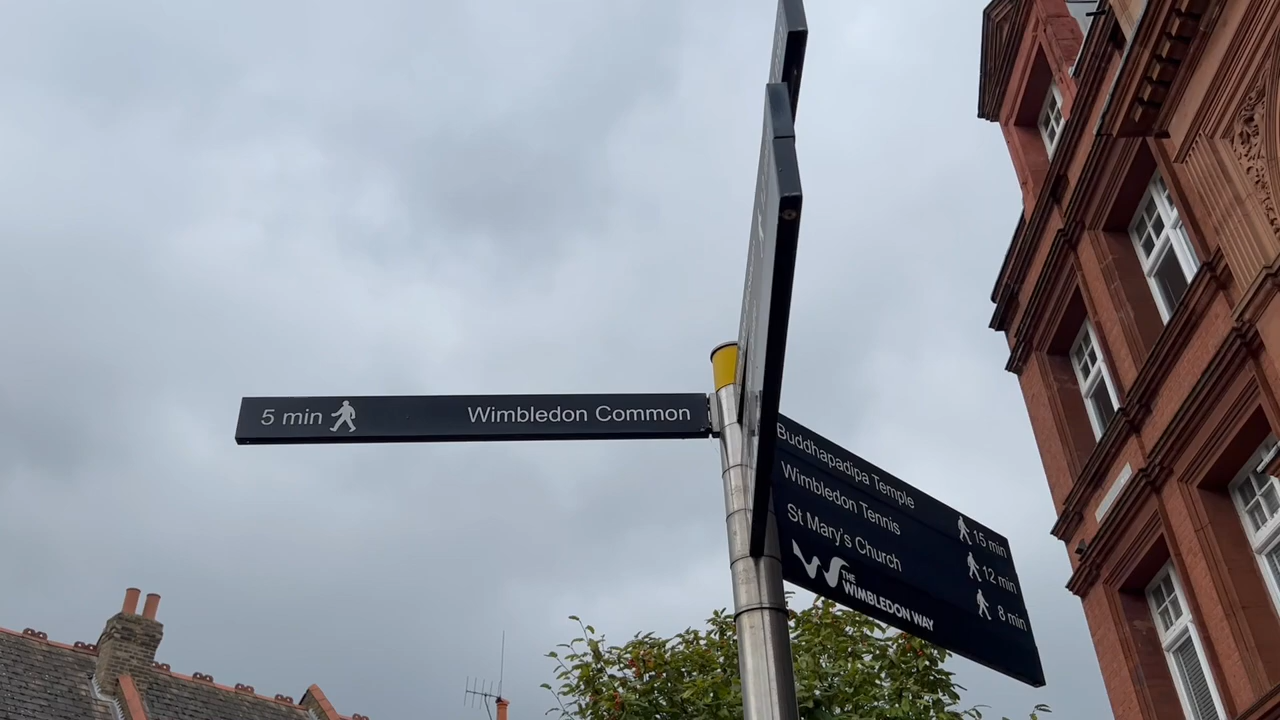 5 min Wimbledon Common
Buddhapadipa Temple 15 min
Wimbledon Tennis 12 min
St Mary's Church 8 min
THE
WIMBLEDON WAY